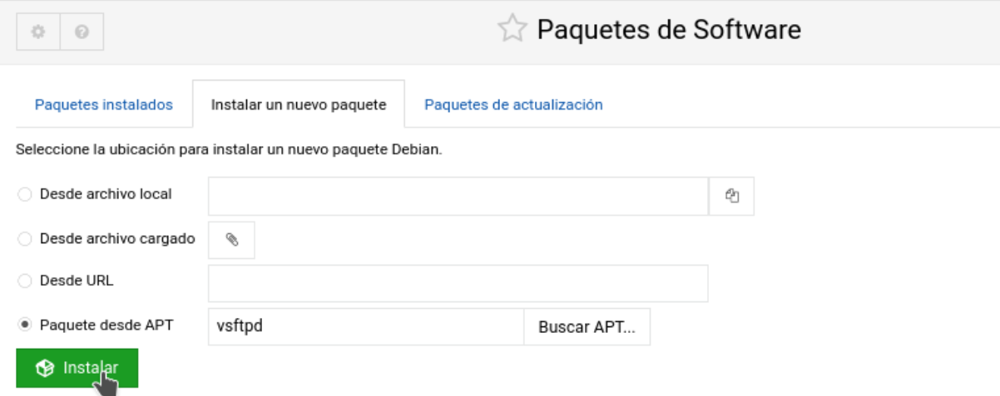 Paquetes de Software
Paquetes instalados Instalar un nuevo paquete Paquetes de actualización
Seleccione la ubicación para instalar un nuevo paquete Debian.
Desde archivo local
Desde archivo cargado
Desde URL
Paquete desde APT vsftpd Buscar APT...
Instalar